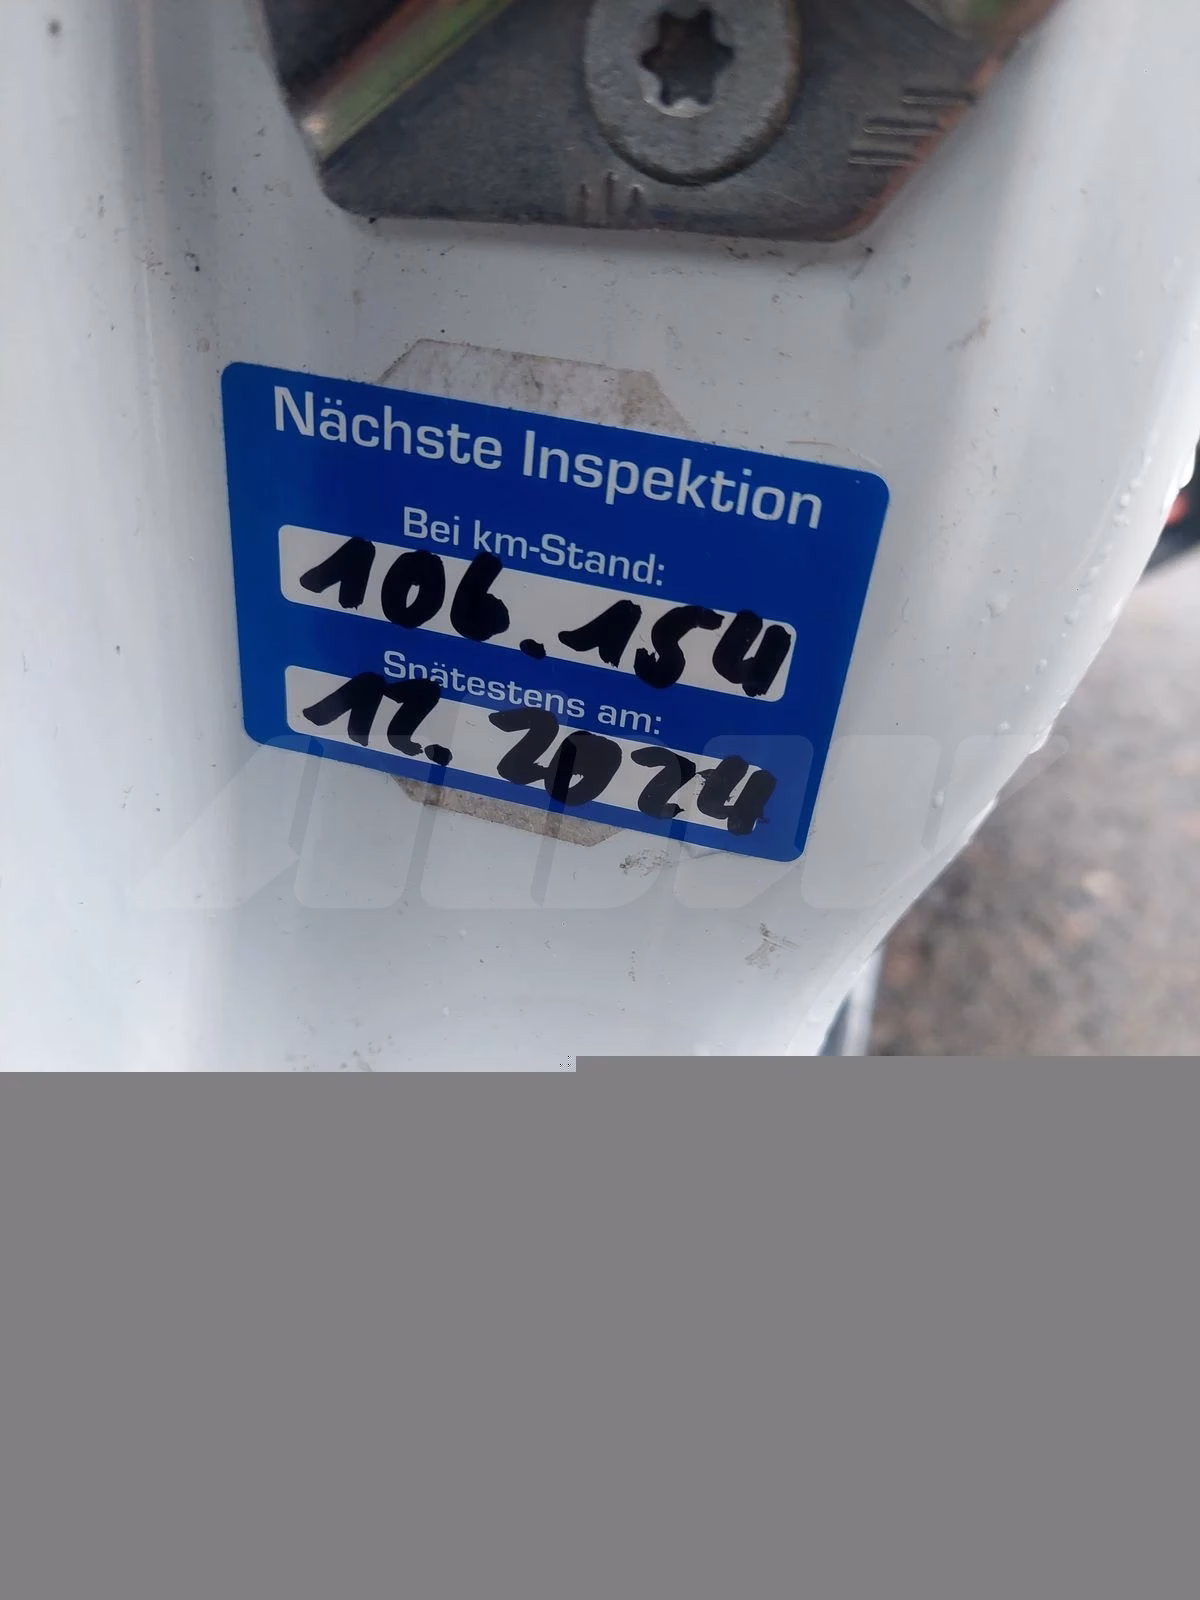 Nächste Inspektion
Bei km-Stand:
106.154
Spätestens am:
12.2024